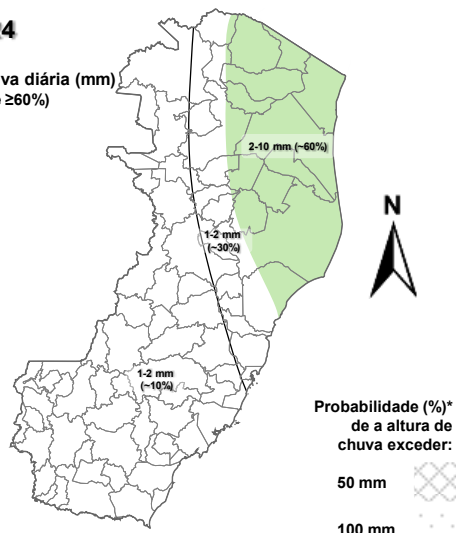 24
va diária (mm)
≥60%)
2-10 mm (~60%)
N
1-2 mm
(~30%)
1-2 mm
(~10%)
Probabilidade (%)*
de a altura de
chuva exceder:
50 mm
100 mm